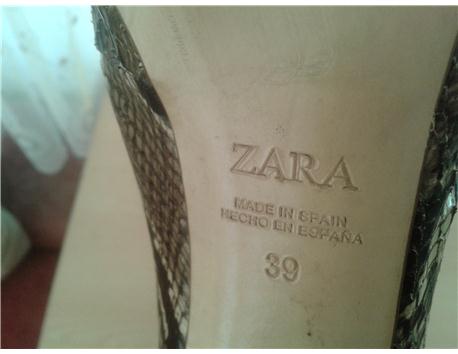 ZARA
MADE IN SPAIN
HECHO EN ESPAÑA
39